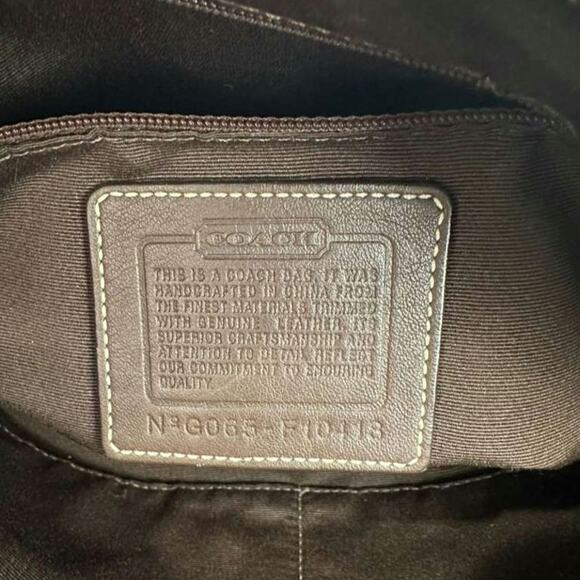 COACH
THIS IS A COACH BAG. IT WAS
HANDCRAFTED IN CHINA FROM
THE FINEST MATERIALS TRIMMED
WITH GENUINE LEATHER. ITS
SUPERIOR CRAFTSMANSHIP AND
ATTENTION TO DETAIL REFLECT
OUR COMMITMENT TO ENDURING
QUALITY.
Nº G065-F10113